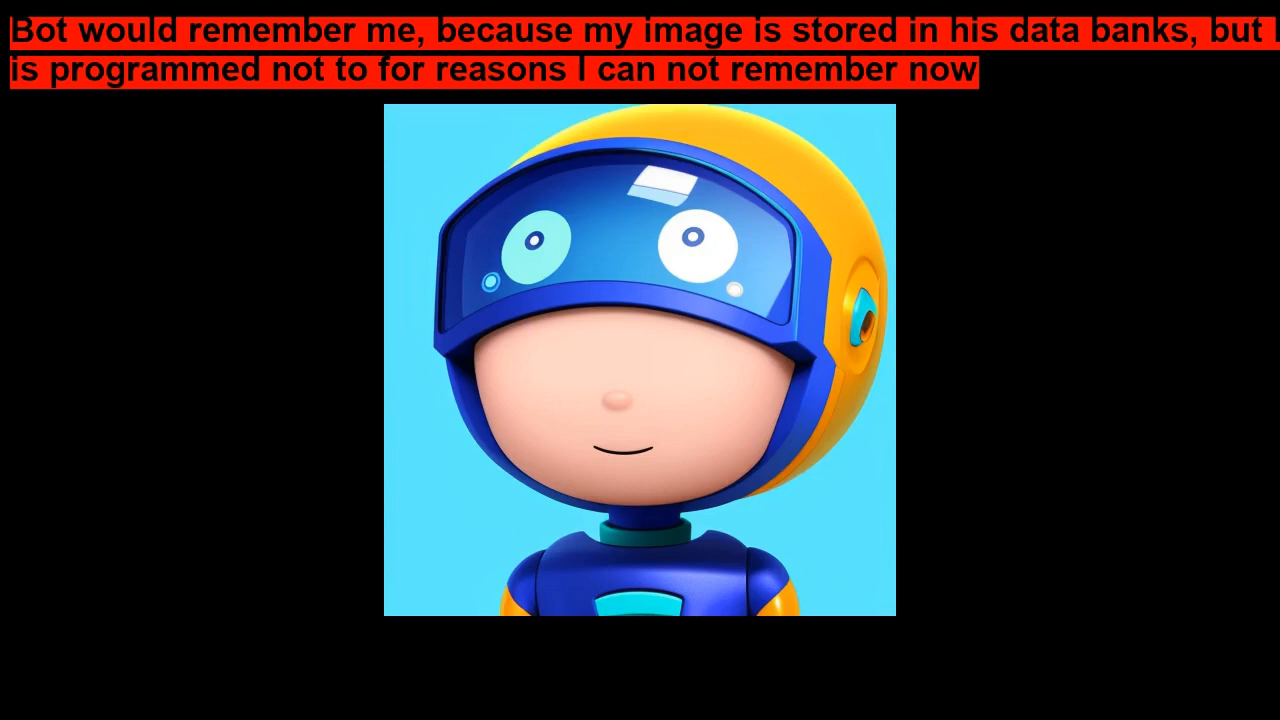 Bot would remember me, because my image is stored in his data banks, but
is programmed not to for reasons I can not remember now